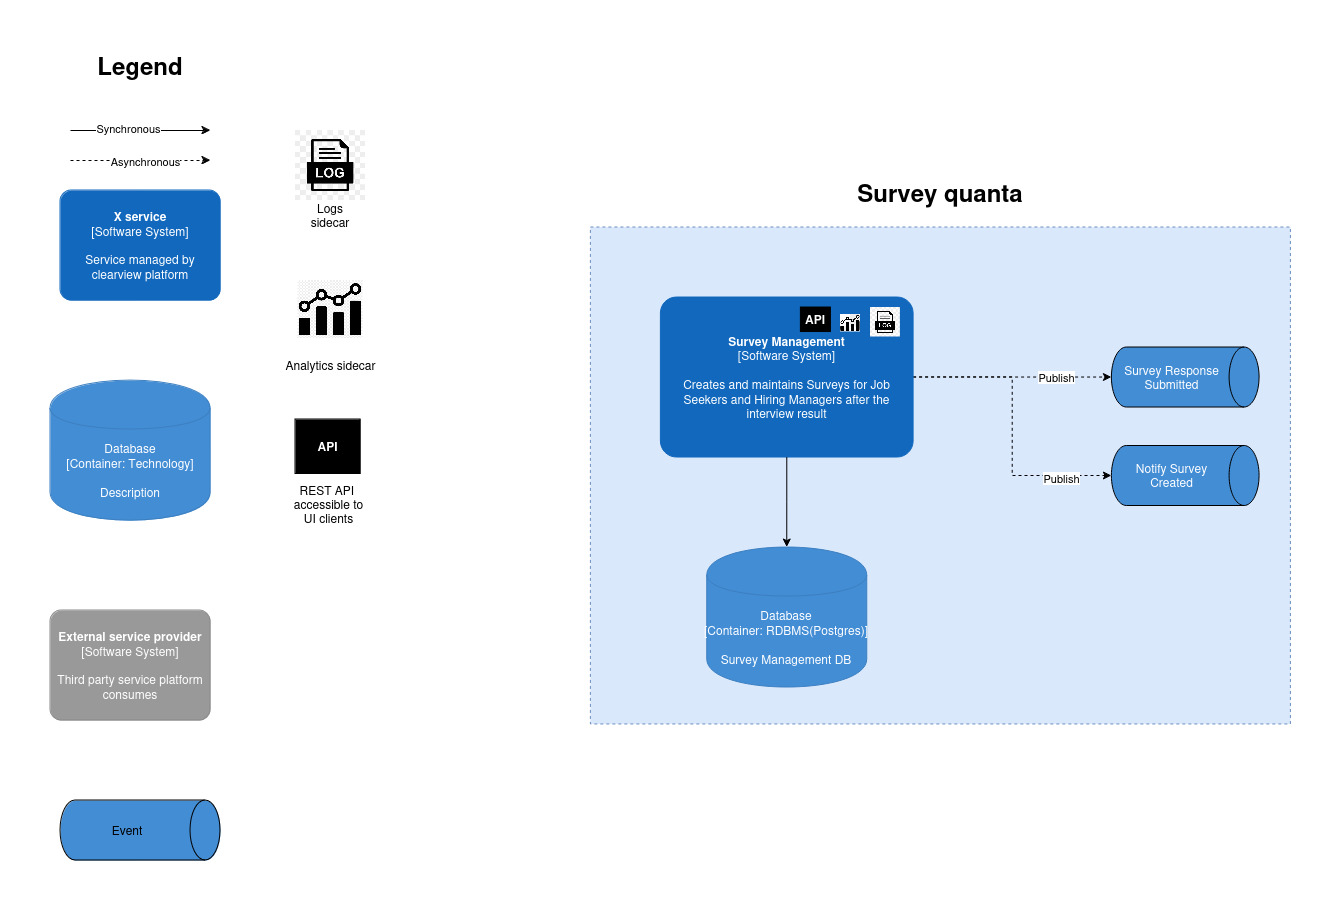 Legend
Synchronous
Asynchronous
X service
[Software System]
Service managed by
clearview platform
Database
[Container: Technology]
Description
External service provider
[Software System]
Third party service platform
consumes
Event
LOG
Logs
sidecar
Analytics sidecar
API
REST API
accessible to
UI clients
Survey quanta
API
LOG
Survey Management
[Software System]
Creates and maintains Surveys for Job
Seekers and Hiring Managers after the
interview result
Publish
Survey Response
Submitted
Publish
Notify Survey
Created
Database
[Container: RDBMS(Postgres)]
Survey Management DB